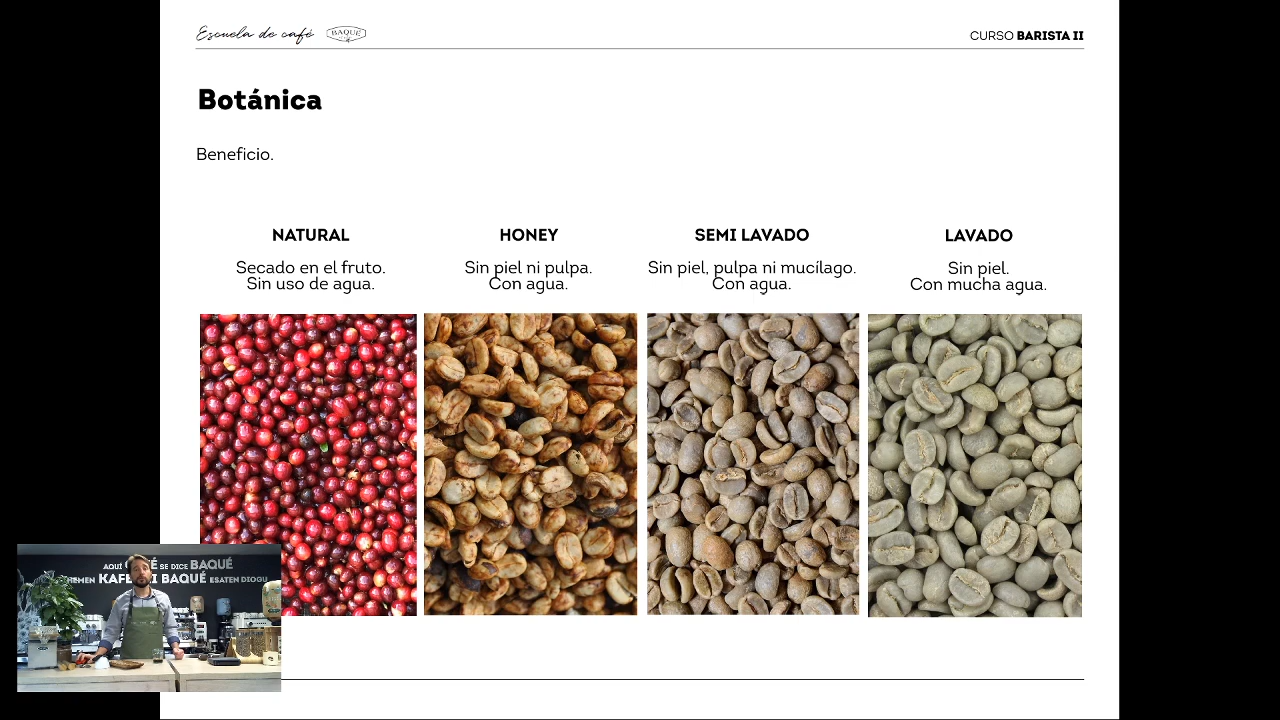 Escuela de café BAQUÉ
CURSO BARISTA II
Botánica
Beneficio.
NATURAL
Secado en el fruto.
Sin uso de agua.
HONEY
Sin piel ni pulpa.
Con agua.
SEMI LAVADO
Sin piel, pulpa ni mucílago.
Con agua.
LAVADO
Sin piel.
Con mucha agua.
AQUÍ SE DICE BAQUÉ
BAQUÉ ESATEN DIOGU